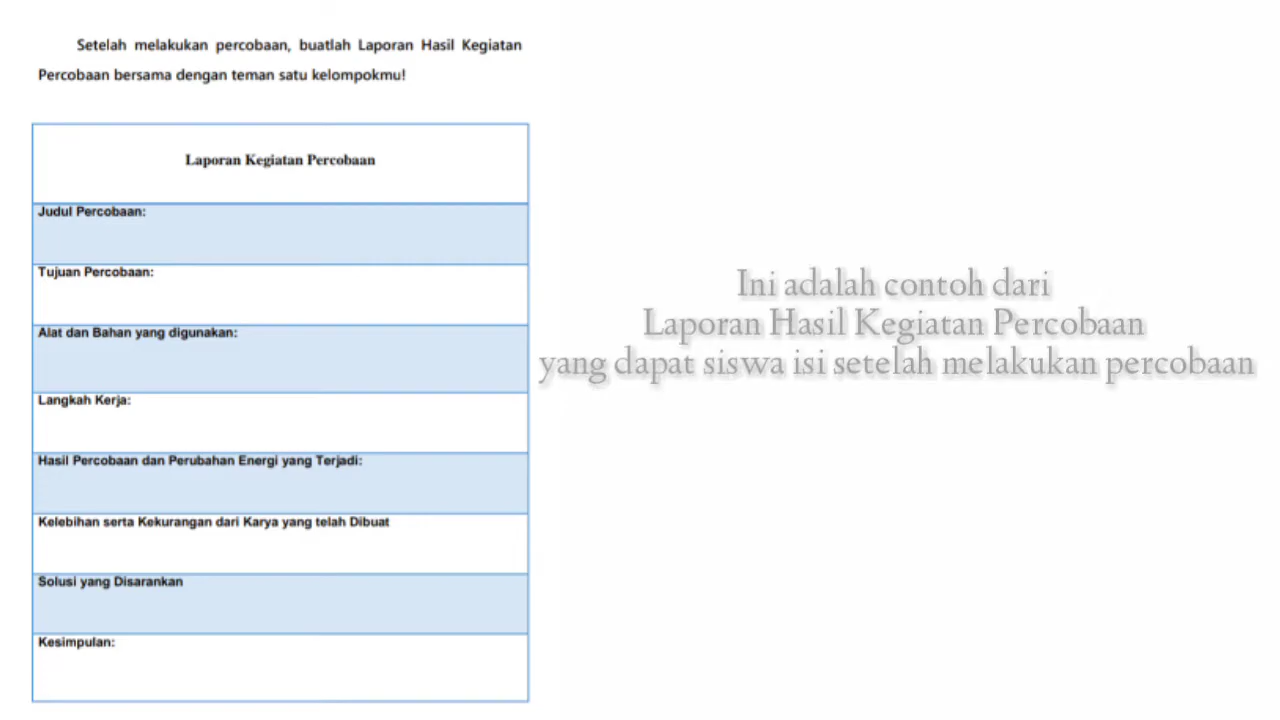 Setelah melakukan percobaan, buatlah Laporan Hasil Kegiatan
Percobaan bersama dengan teman satu kelompokmu!
Laporan Kegiatan Percobaan
Judul Percobaan:
Tujuan Percobaan:
Alat dan Bahan yang digunakan:
Langkah Kerja:
Hasil Percobaan dan Perubahan Energi yang Terjadi:
Kelebihan serta Kekurangan dari Karya yang telah Dibuat
Solusi yang Disarankan
Kesimpulan:
Ini adalah contoh dari
Laporan Hasil Kegiatan Percobaan
yang dapat siswa isi setelah melakukan percobaan